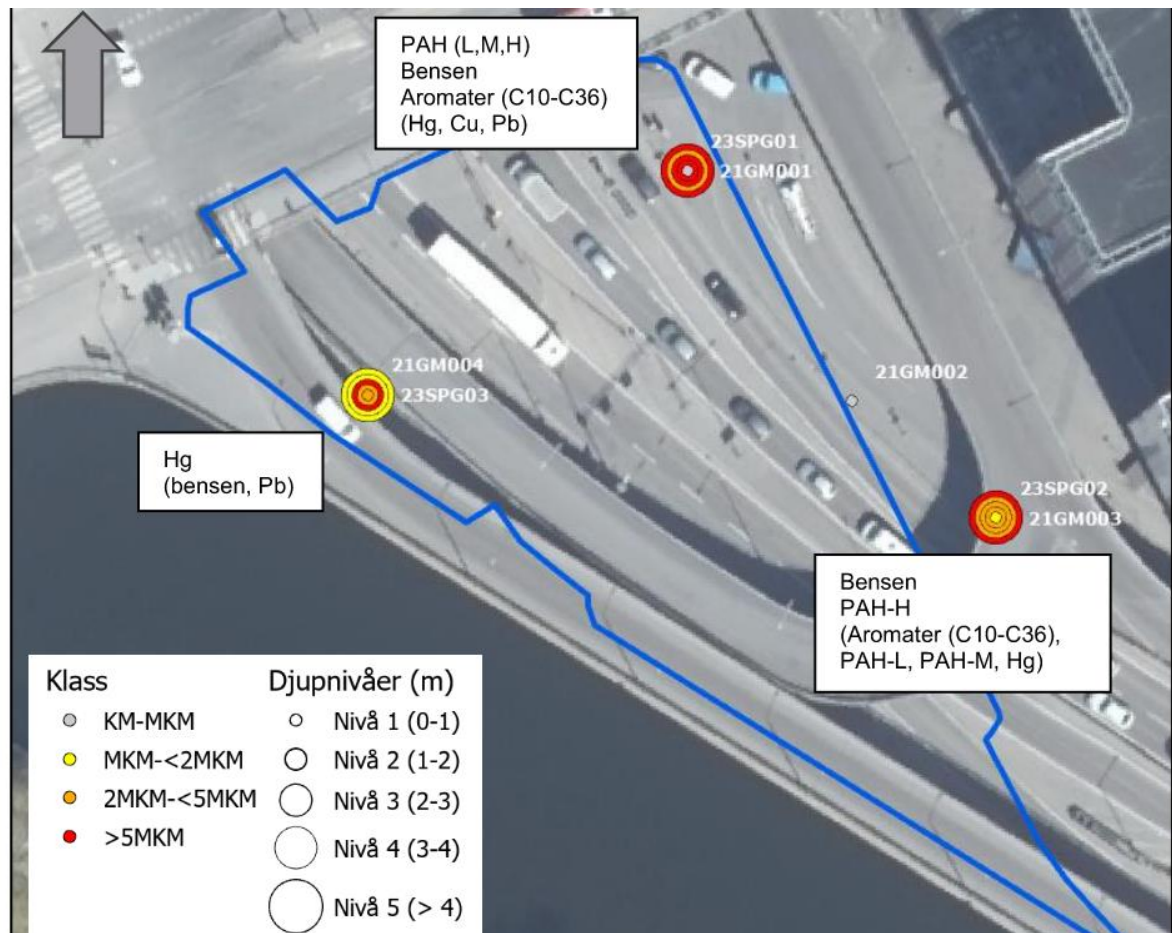 PAH (L,M,H)
Bensen
Aromater (C10-C36)
(Hg, Cu, Pb)
23SPG01
21GM001
21GM004
23SPG03
21GM002
Hg
(bensen, Pb)
23SPG02
21GM003
Bensen
PAH-H
(Aromater (C10-C36),
PAH-L, PAH-M, Hg)
Klass
KM-MKM
MKM-<2MKM
2MKM-<5MKM
>5MKM
Djupnivåer (m)
Nivå 1 (0-1)
Nivå 2 (1-2)
Nivå 3 (2-3)
Nivå 4 (3-4)
Nivå 5 (> 4)